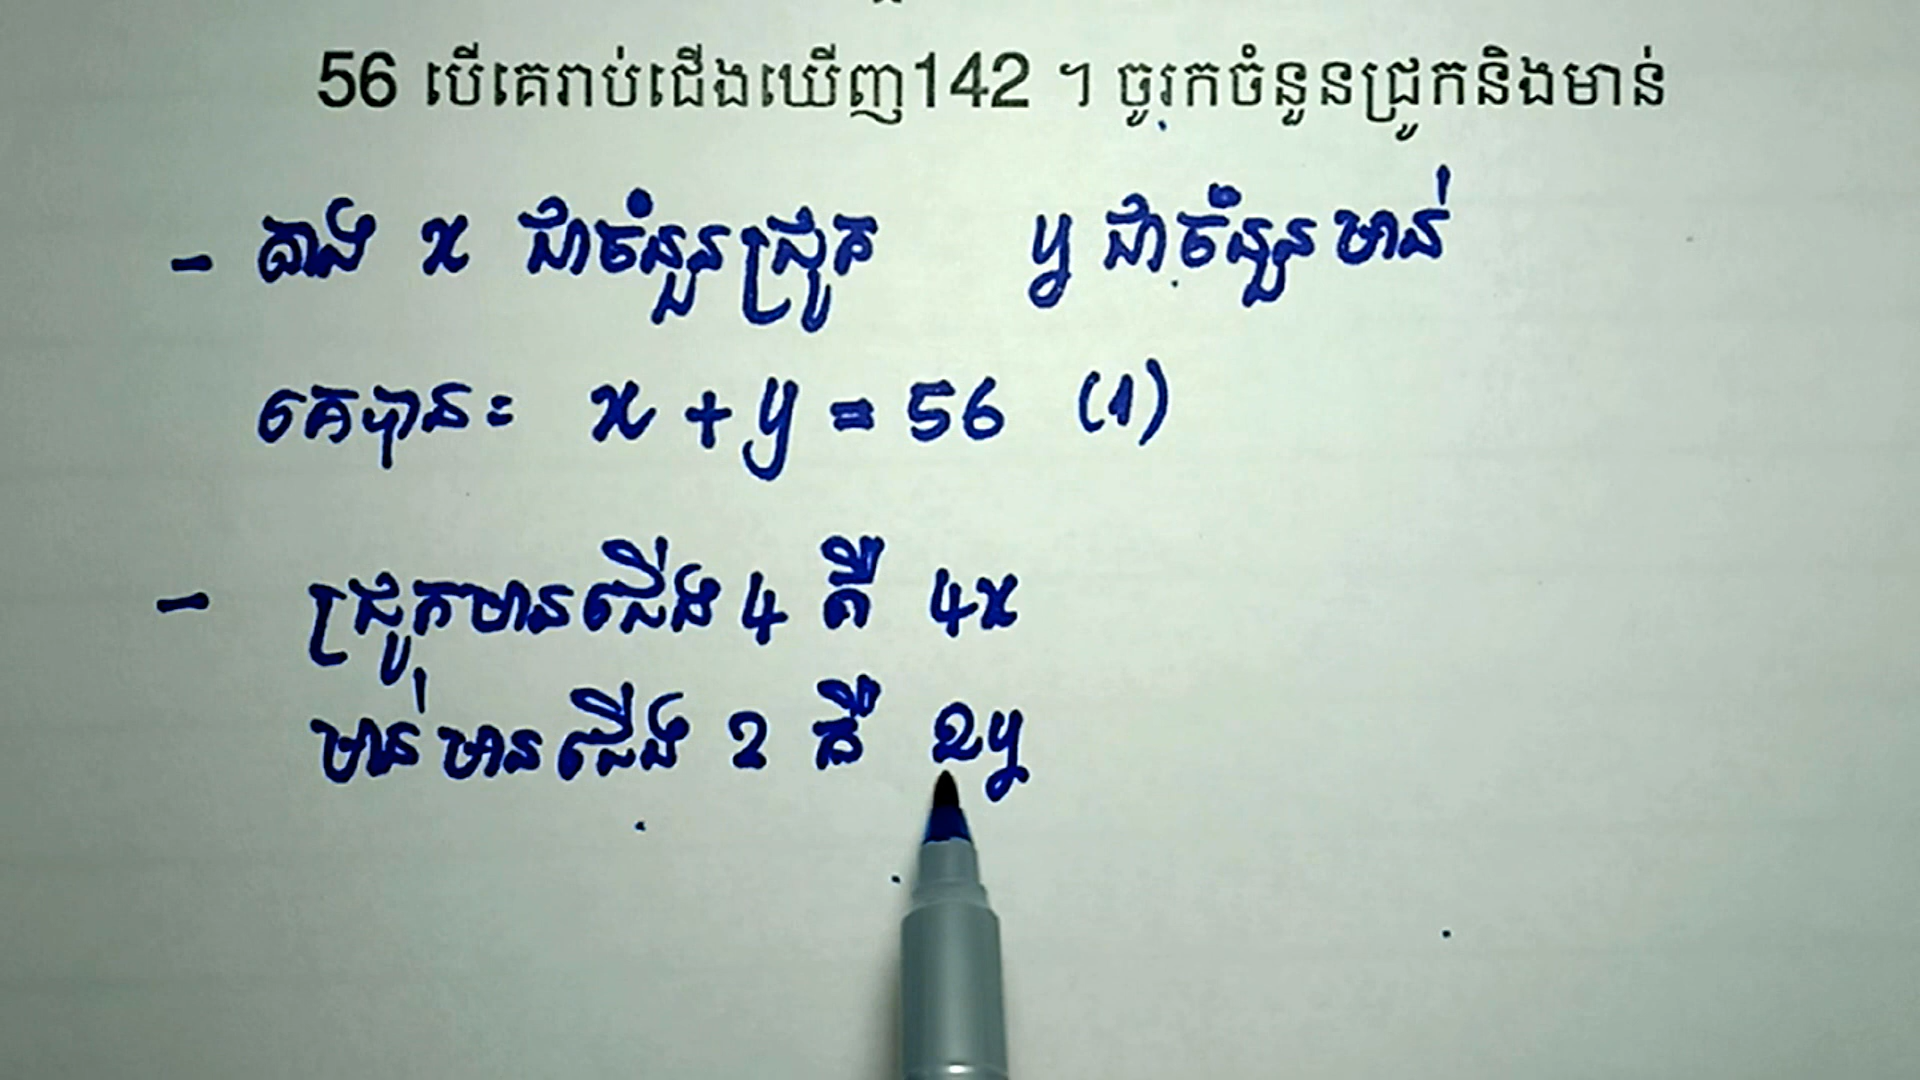 56 បើគេរាប់ជើងឃើញ142 ។ ចូរកចំនួនជ្រូកនិងមាន់
- តាង x ជាចំនួនជ្រូក y ជាចំនួនមាន់
គេបាន: x + y = 56 (1)
- ជ្រូកមានជើង 4 គឺ 4x
មាន់មានជើង 2 គឺ 2y